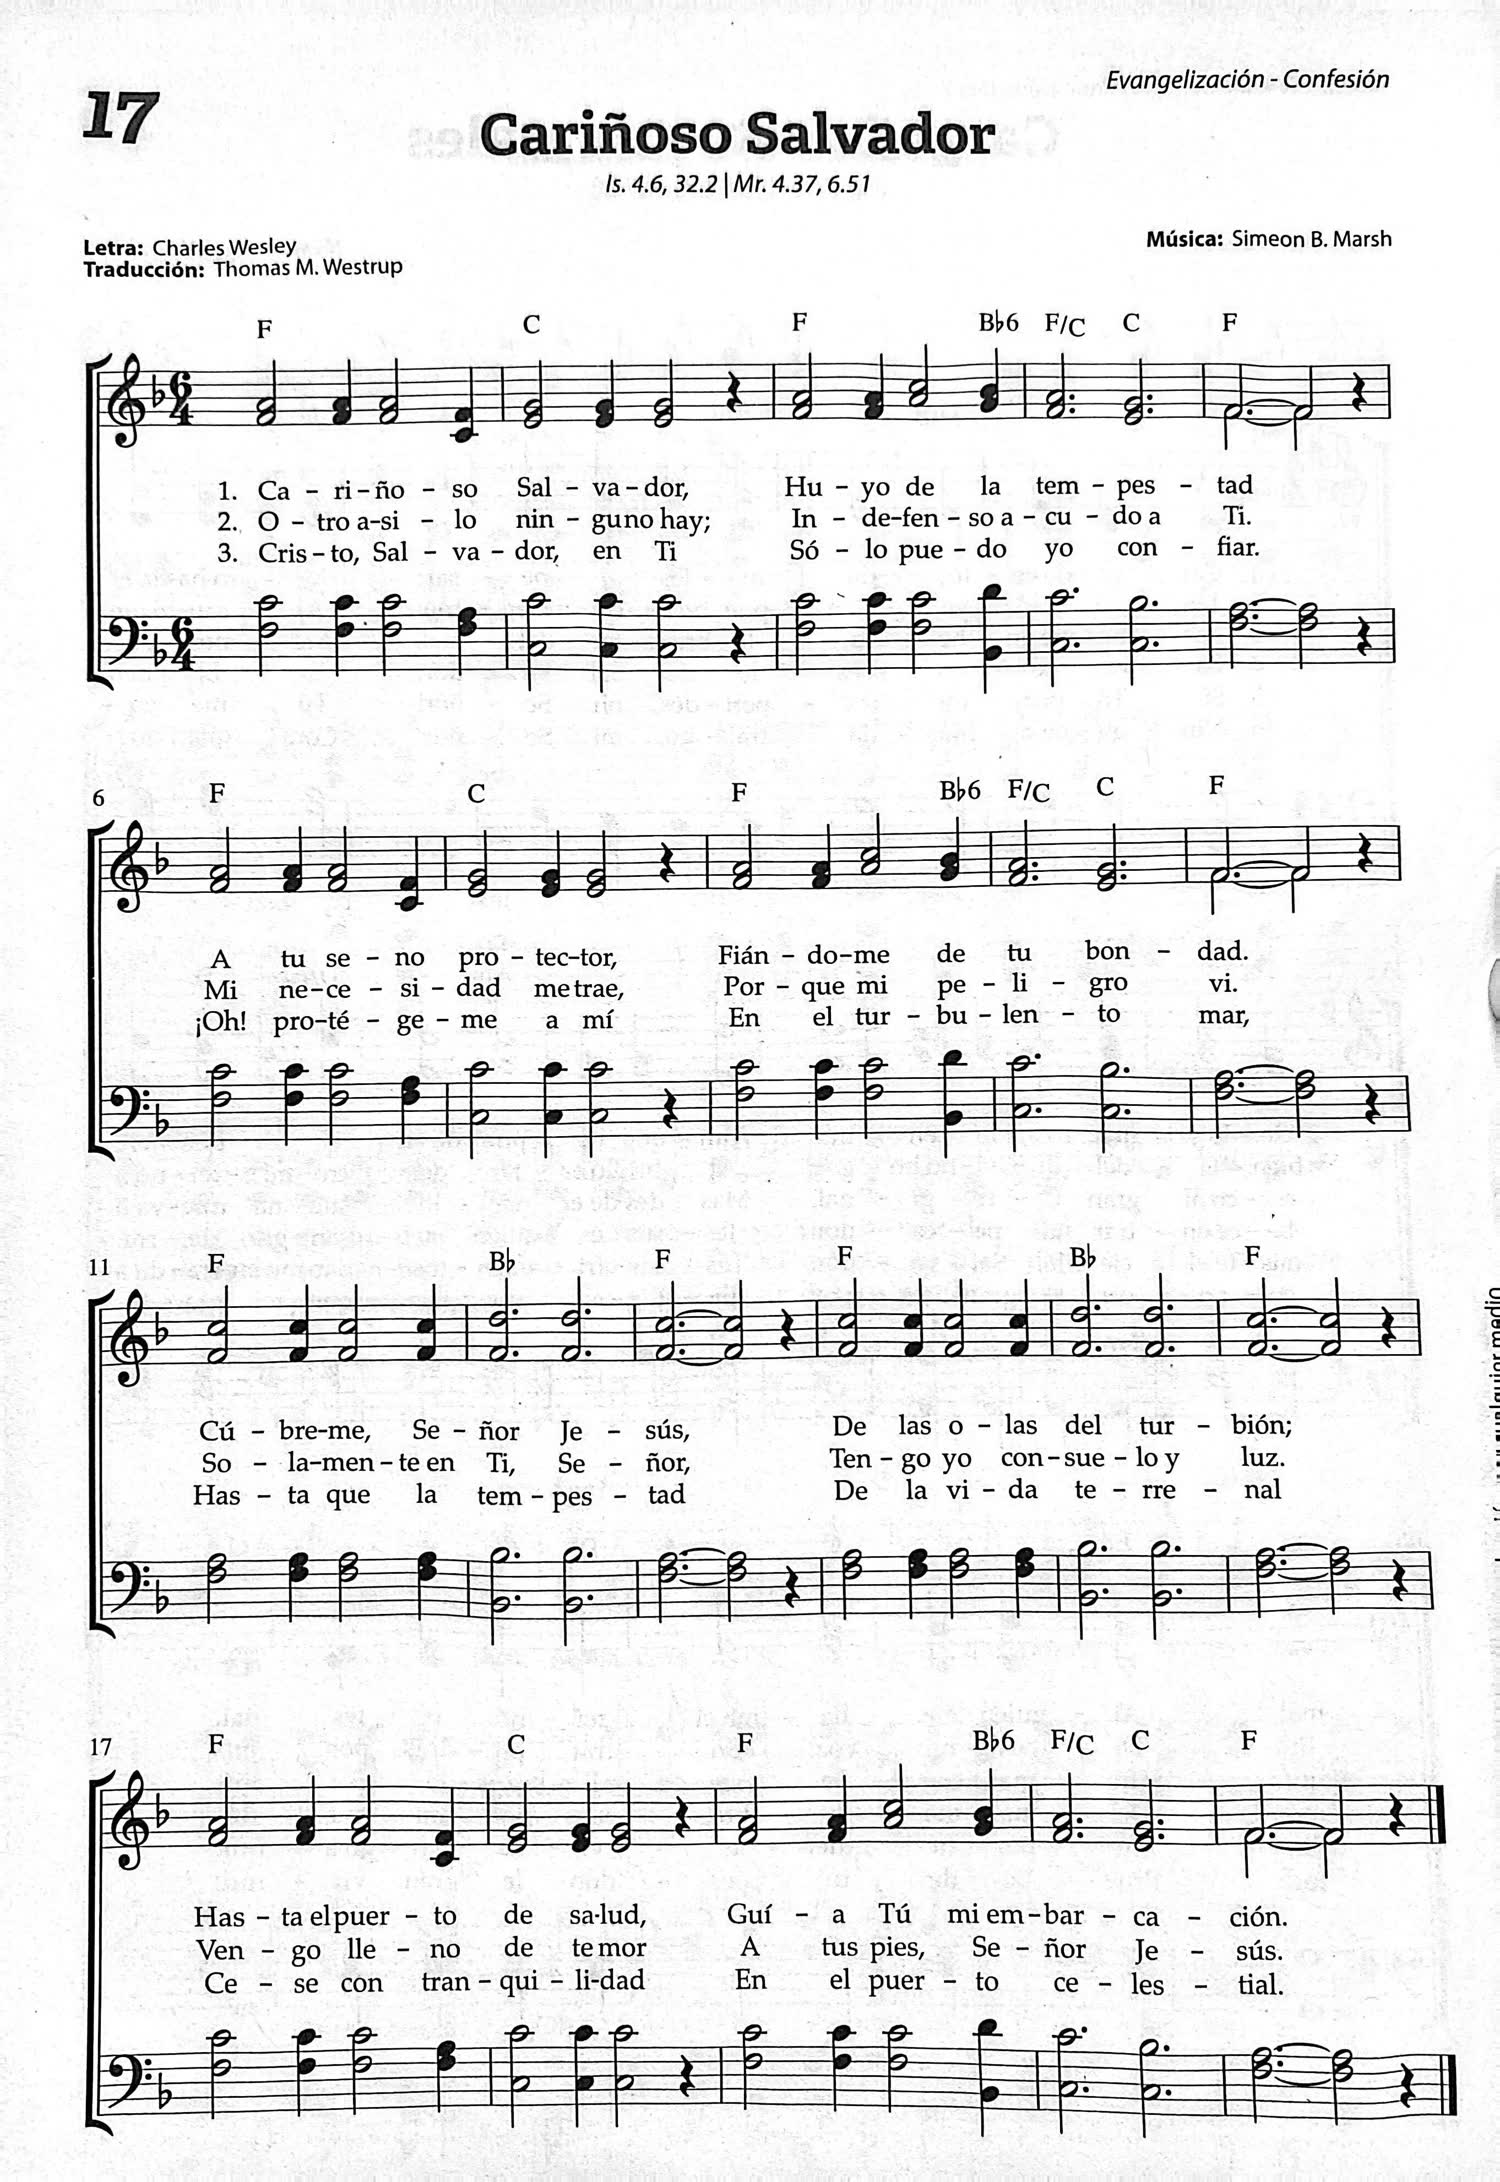 17
Evangelización - Confesión
Cariñoso Salvador
Is. 4.6, 32.2 | Mr. 4.37, 6.51
Letra: Charles Wesley
Música: Simeon B. Marsh
Traducción: Thomas M. Westrup
F C F B♭6 F/C C F
6 4
1. Ca - ri - ño - so Sal - va - dor, Hu - yo de la tem - pes - tad
2. O - tro a-si - lo nin - guno hay; In - de-fen - so a - cu - do a Ti.
3. Cris - to, Sal - va - dor, en Ti Só - lo pue - do yo con - fiar.
6 4
6 F C F B♭6 F/C C F
A tu se - no pro - tec-tor, Fián - do-me de tu bon - dad.
Mi ne-ce - si - dad me trae, Por - que mi pe - li - gro vi.
¡Oh! pro-té - ge - me a mí En el tur - bu - len - to mar,
11 F B♭ F F B♭ F
Cú - bre-me, Se - ñor Je - sús, De las o - las del tur - bión;
So - la-men - te en Ti, Se - ñor, Ten - go yo con - sue - lo y luz.
Has - ta que la tem - pes - tad De la vi - da te - rre - nal
17 F C F B♭6 F/C C F
Has - ta el puer - to de sa-lud, Guí - a Tú mi em - bar - ca - ción.
Ven - go lle - no de temor A tus pies, Se - ñor Je - sús.
Ce - se con tran - qui - li-dad En el puer - to ce - les - tial.
cualquier medio